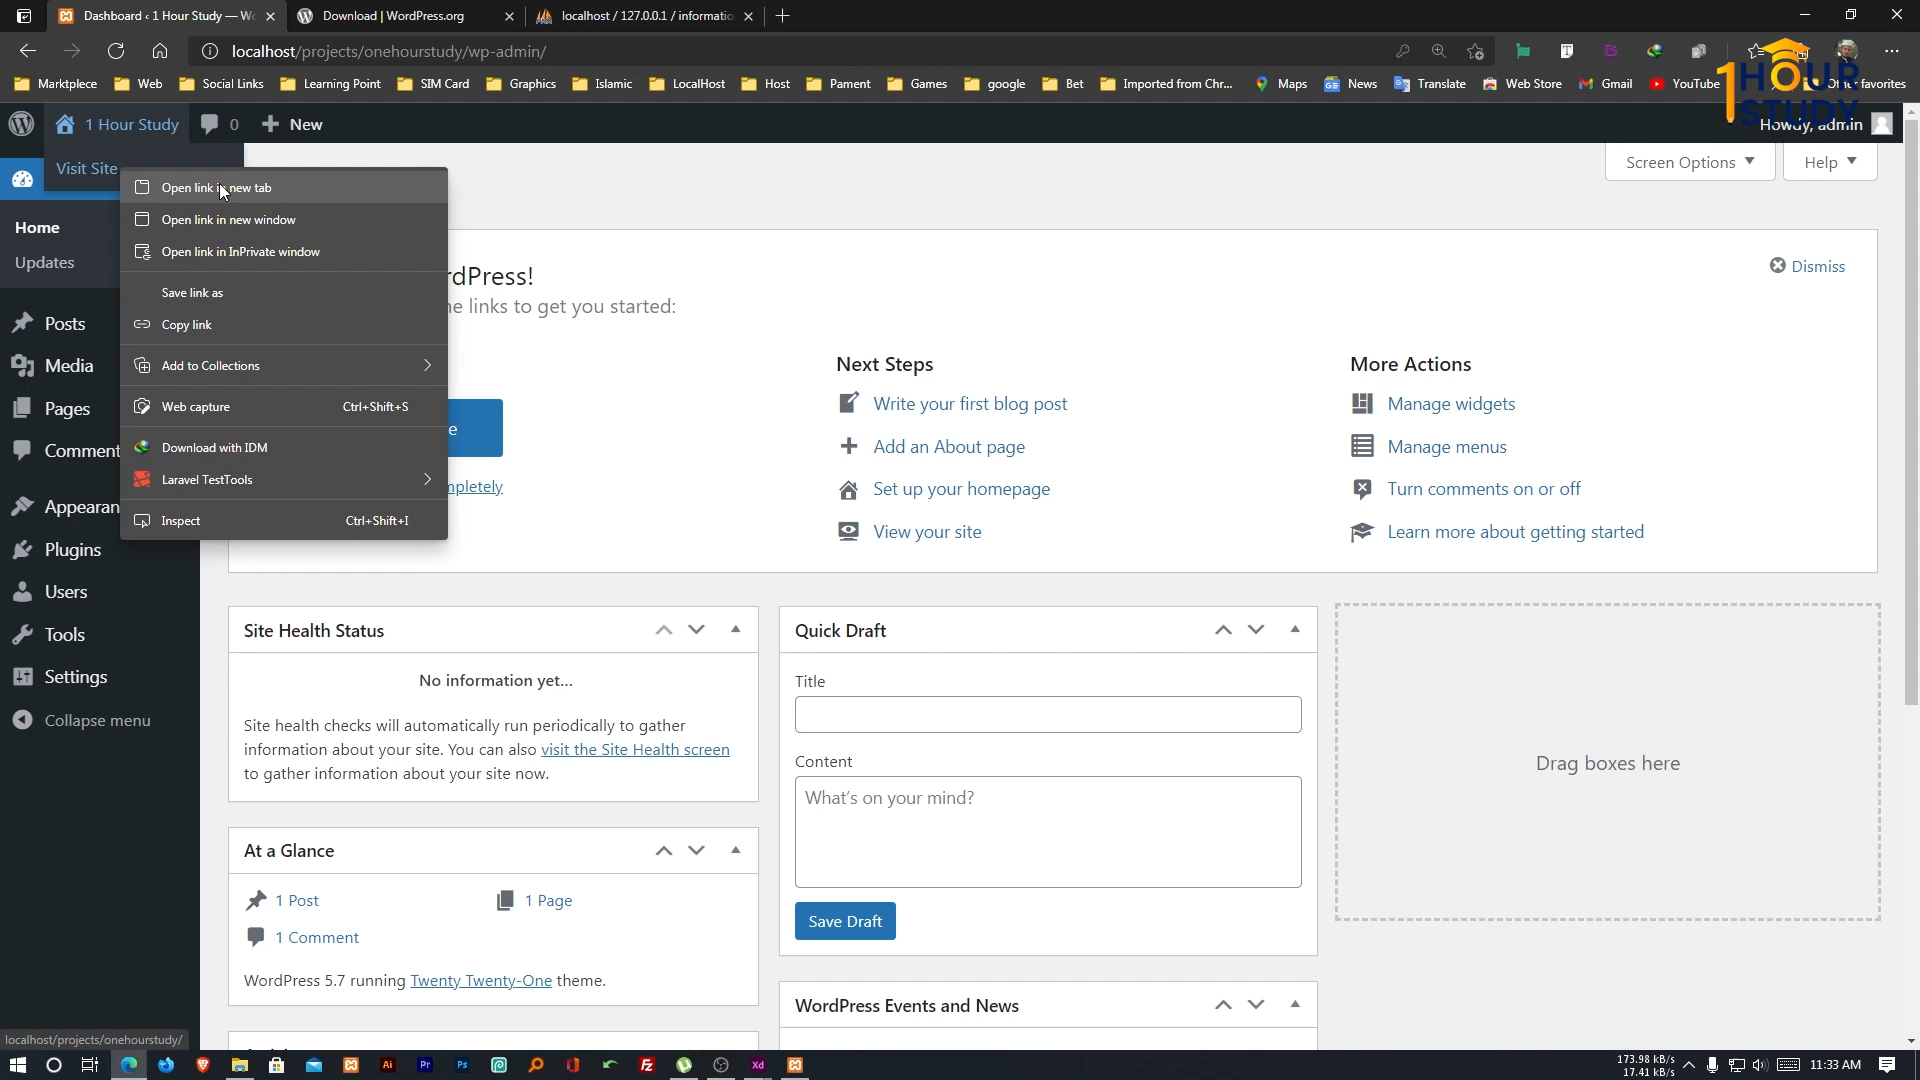 Dashboard ‹ 1 Hour Study — Wo
Download | WordPress.org
localhost / 127.0.0.1 / informatio
localhost/projects/onehourstudy/wp-admin/
Marktplece
Web
Social Links
Learning Point
SIM Card
Graphics
Islamic
LocalHost
Host
Pament
Games
google
Bet
Imported from Chr...
Maps
News
Translate
Web Store
Gmail
YouTube
Other favorites
1HOUR
STUDY
1 Hour Study
0
New
Howdy, admin
Visit Site
Screen Options
Help
Open link in new tab
Open link in new window
Open link in InPrivate window
Save link as
Copy link
Add to Collections
Web capture
Ctrl+Shift+S
Download with IDM
Laravel TestTools
Inspect
Ctrl+Shift+I
Home
Updates
Posts
Media
Pages
Comment
Appearan
Plugins
Users
Tools
Settings
Collapse menu
rdPress!
ne links to get you started:
Dismiss
e
mpletely
Next Steps
Write your first blog post
Add an About page
Set up your homepage
View your site
More Actions
Manage widgets
Manage menus
Turn comments on or off
Learn more about getting started
Site Health Status
No information yet...
Site health checks will automatically run periodically to gather
information about your site. You can also visit the Site Health screen
to gather information about your site now.
At a Glance
1 Post
1 Page
1 Comment
WordPress 5.7 running Twenty Twenty-One theme.
Quick Draft
Title
Content
What's on your mind?
Save Draft
WordPress Events and News
Drag boxes here
localhost/projects/onehourstudy/
Ai
Pr
Ps
Xd
173.98 kB/s
17.41 kB/s
11:33 AM